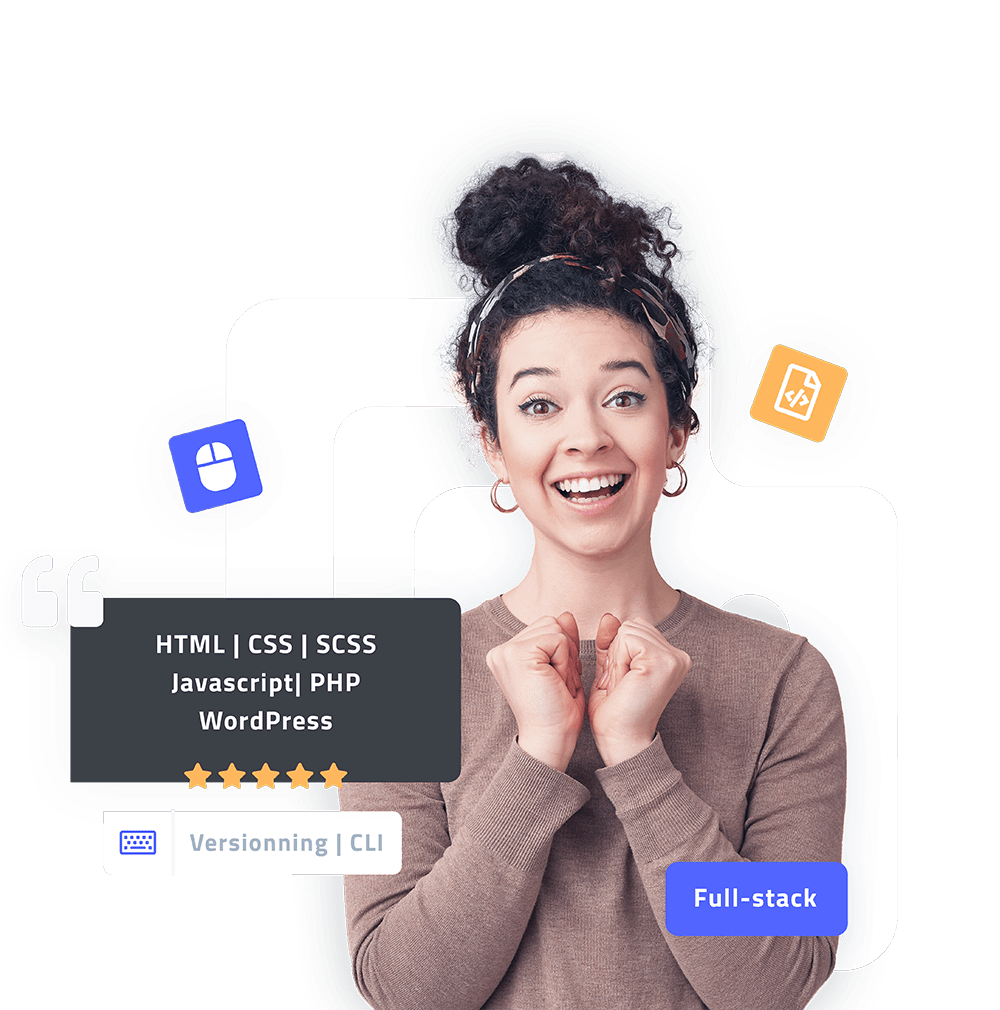 HTML | CSS | SCSS
Javascript| PHP
WordPress
Versionning | CLI
Full-stack